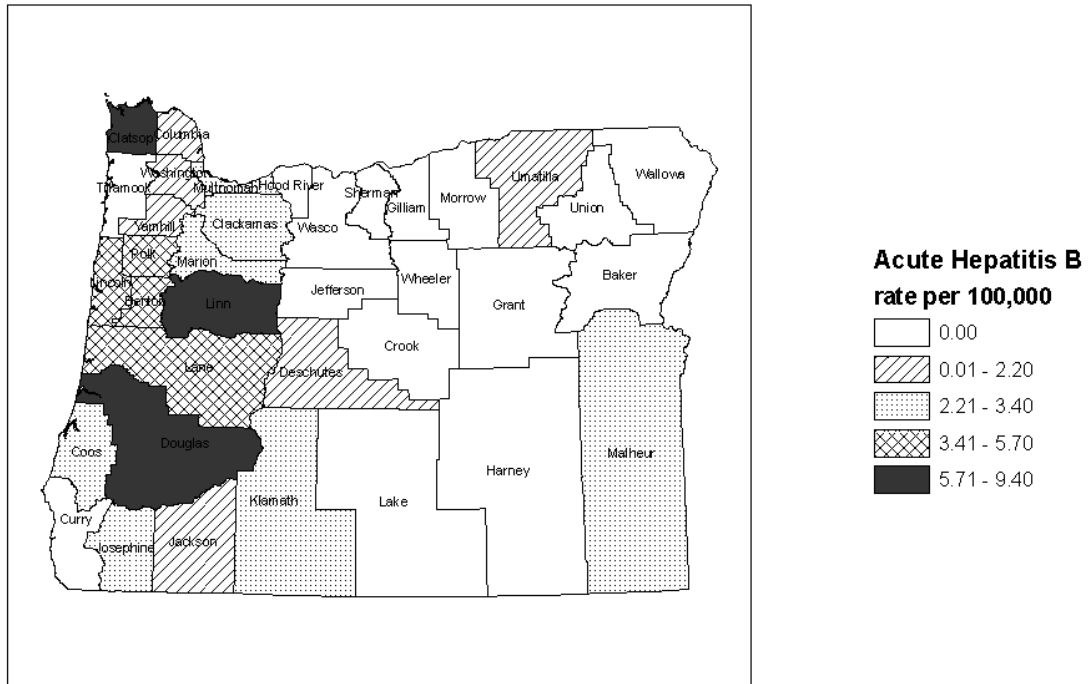 Clatsop
Columbia
Washington
Tillamook
Multnomah
Hood River
Sherman
Gilliam
Morrow
Umatilla
Wallowa
Union
Yamhill
Clackamas
Wasco
Polk
Marion
Lincoln
Benton
Linn
Jefferson
Wheeler
Grant
Baker
Crook
Lane
Deschutes
Douglas
Coos
Klamath
Lake
Harney
Malheur
Curry
Josephine
Jackson
Acute Hepatitis B
rate per 100,000
0.00
0.01 - 2.20
2.21 - 3.40
3.41 - 5.70
5.71 - 9.40